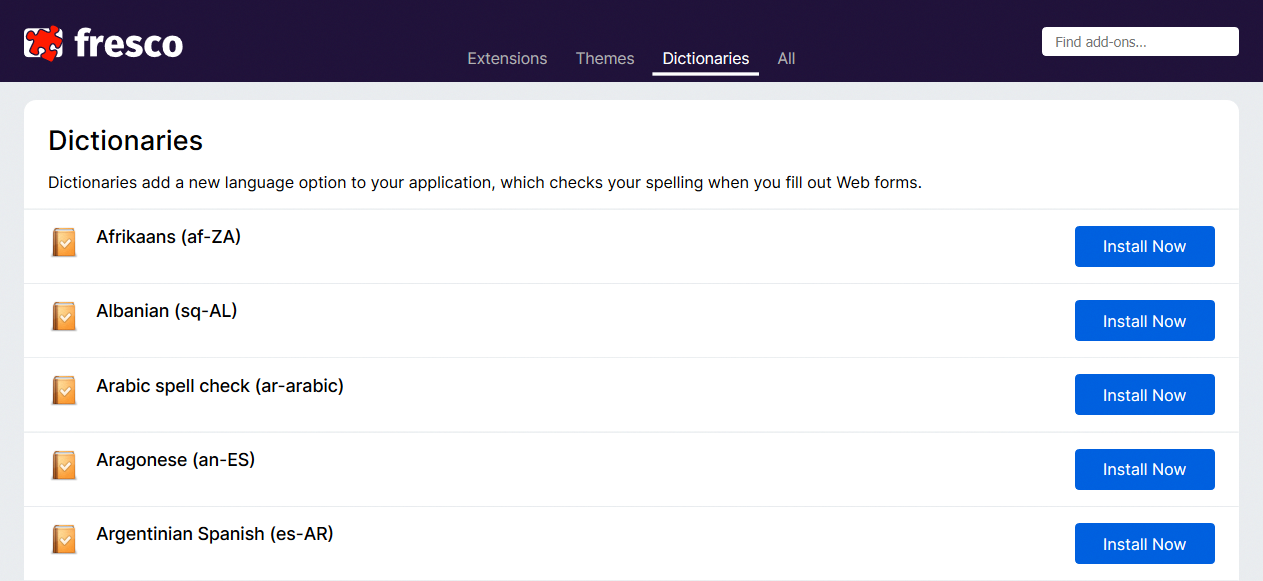 fresco
Extensions Themes Dictionaries All
Find add-ons...
Dictionaries
Dictionaries add a new language option to your application, which checks your spelling when you fill out Web forms.
Afrikaans (af-ZA)
Install Now
Albanian (sq-AL)
Install Now
Arabic spell check (ar-arabic)
Install Now
Aragonese (an-ES)
Install Now
Argentinian Spanish (es-AR)
Install Now